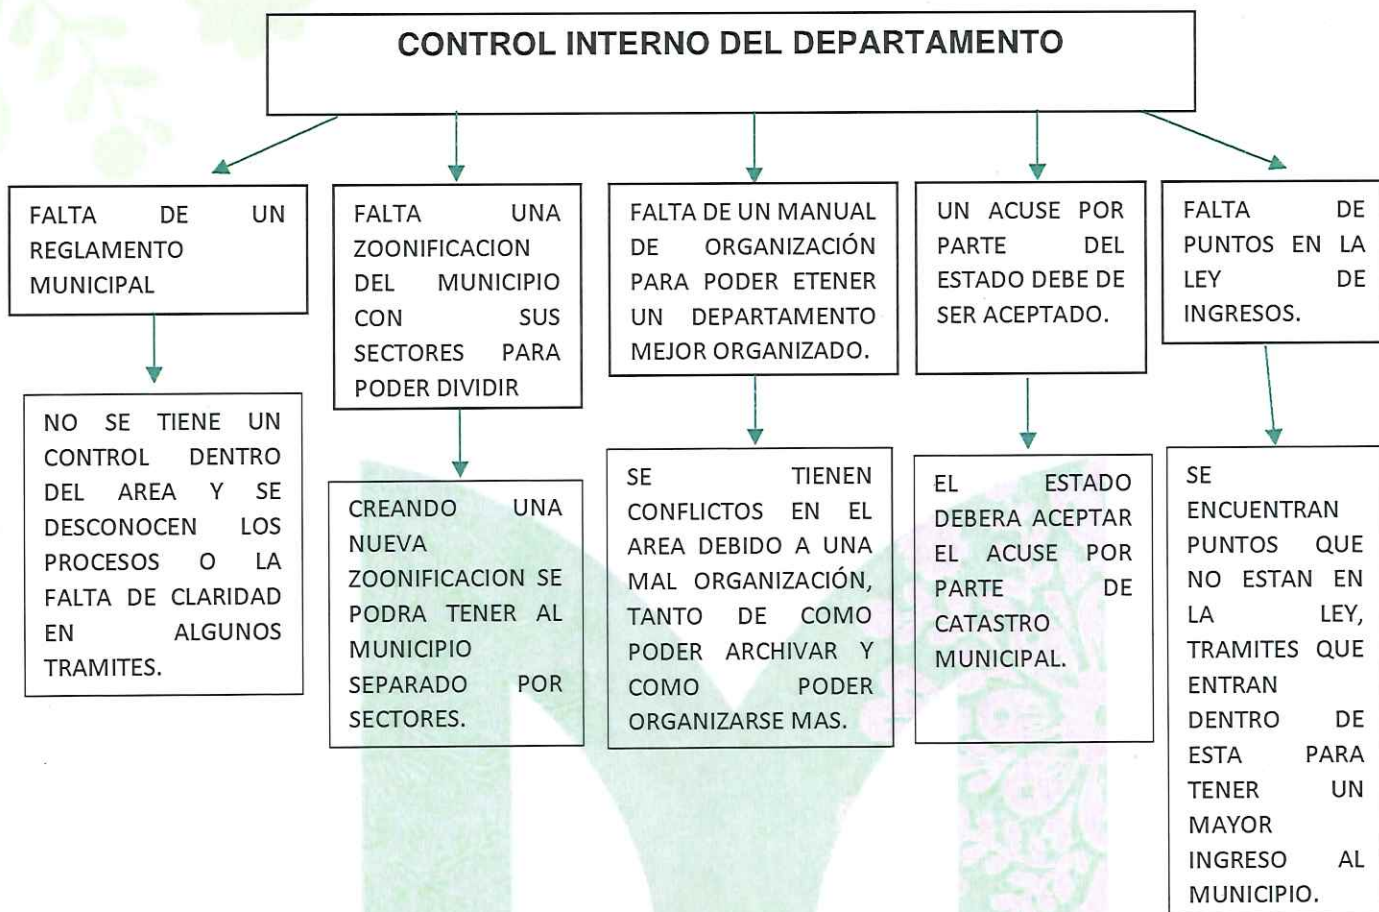 CONTROL INTERNO DEL DEPARTAMENTO
FALTA DE UN
REGLAMENTO
MUNICIPAL
FALTA UNA
ZOONIFICACION
DEL MUNICIPIO
CON SUS
SECTORES PARA
PODER DIVIDIR
FALTA DE UN MANUAL
DE ORGANIZACIÓN
PARA PODER ETENER
UN DEPARTAMENTO
MEJOR ORGANIZADO.
UN ACUSE POR
PARTE DEL
ESTADO DEBE DE
SER ACEPTADO.
FALTA DE
PUNTOS EN LA
LEY DE
INGRESOS.
NO SE TIENE UN
CONTROL DENTRO
DEL AREA Y SE
DESCONOCEN LOS
PROCESOS O LA
FALTA DE CLARIDAD
EN ALGUNOS
TRAMITES.
CREANDO UNA
NUEVA
ZOONIFICACION SE
PODRA TENER AL
MUNICIPIO
SEPARADO POR
SECTORES.
SE TIENEN
CONFLICTOS EN EL
AREA DEBIDO A UNA
MAL ORGANIZACIÓN,
TANTO DE COMO
PODER ARCHIVAR Y
COMO PODER
ORGANIZARSE MAS.
EL ESTADO
DEBERA ACEPTAR
EL ACUSE POR
PARTE DE
CATASTRO
MUNICIPAL.
SE
ENCUENTRAN
PUNTOS QUE
NO ESTAN EN
LA LEY,
TRAMITES QUE
ENTRAN
DENTRO DE
ESTA PARA
TENER UN
MAYOR
INGRESO AL
MUNICIPIO.